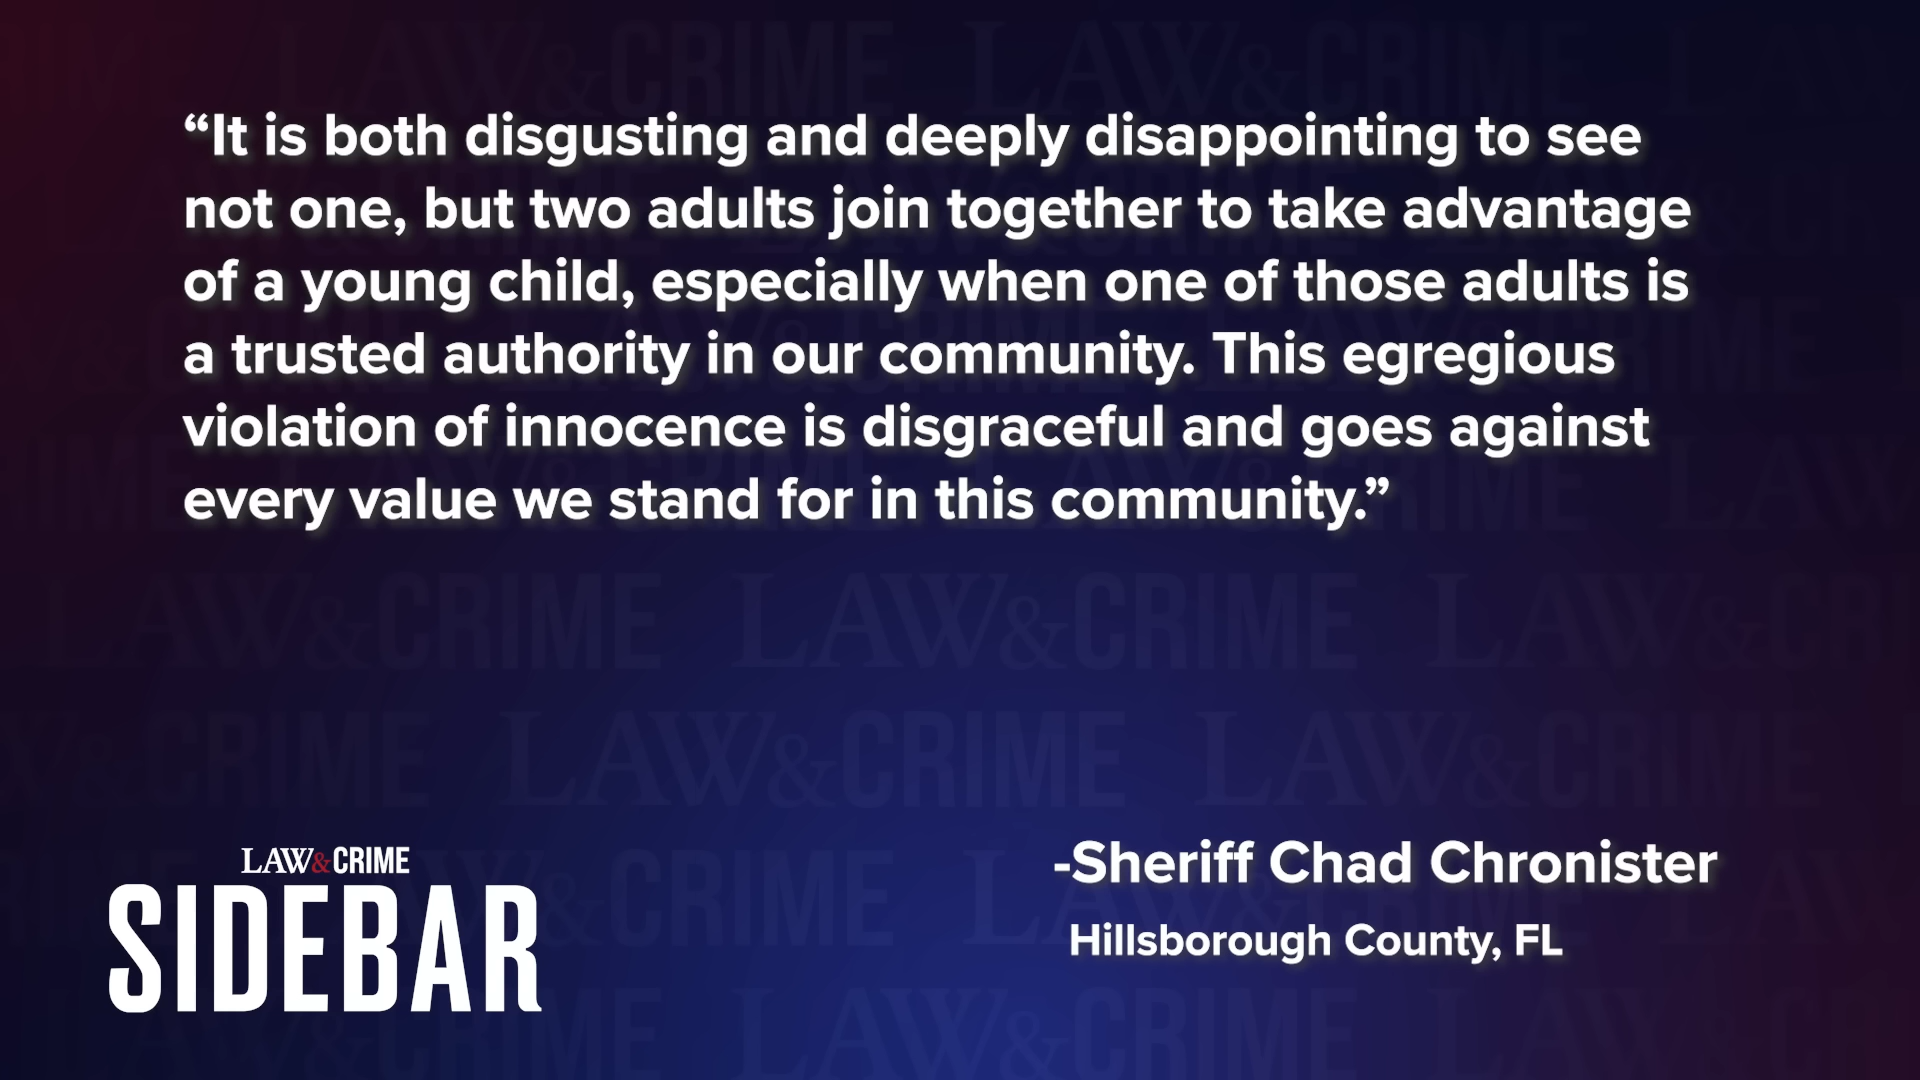 “It is both disgusting and deeply disappointing to see
not one, but two adults join together to take advantage
of a young child, especially when one of those adults is
a trusted authority in our community. This egregious
violation of innocence is disgraceful and goes against
every value we stand for in this community.”
-Sheriff Chad Chronister
Hillsborough County, FL
LAW&CRIME
SIDEBAR